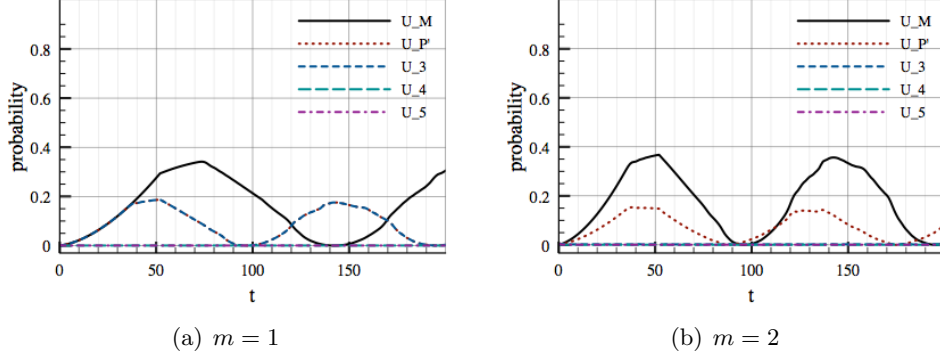 U_M
U_P'
U_3
U_4
U_5
0.8
0.6
0.4
0.2
0
probability
0 50 100 150
t
(a) m = 1
U_M
U_P'
U_3
U_4
U_5
0.8
0.6
0.4
0.2
0
probability
0 50 100 150
t
(b) m = 2